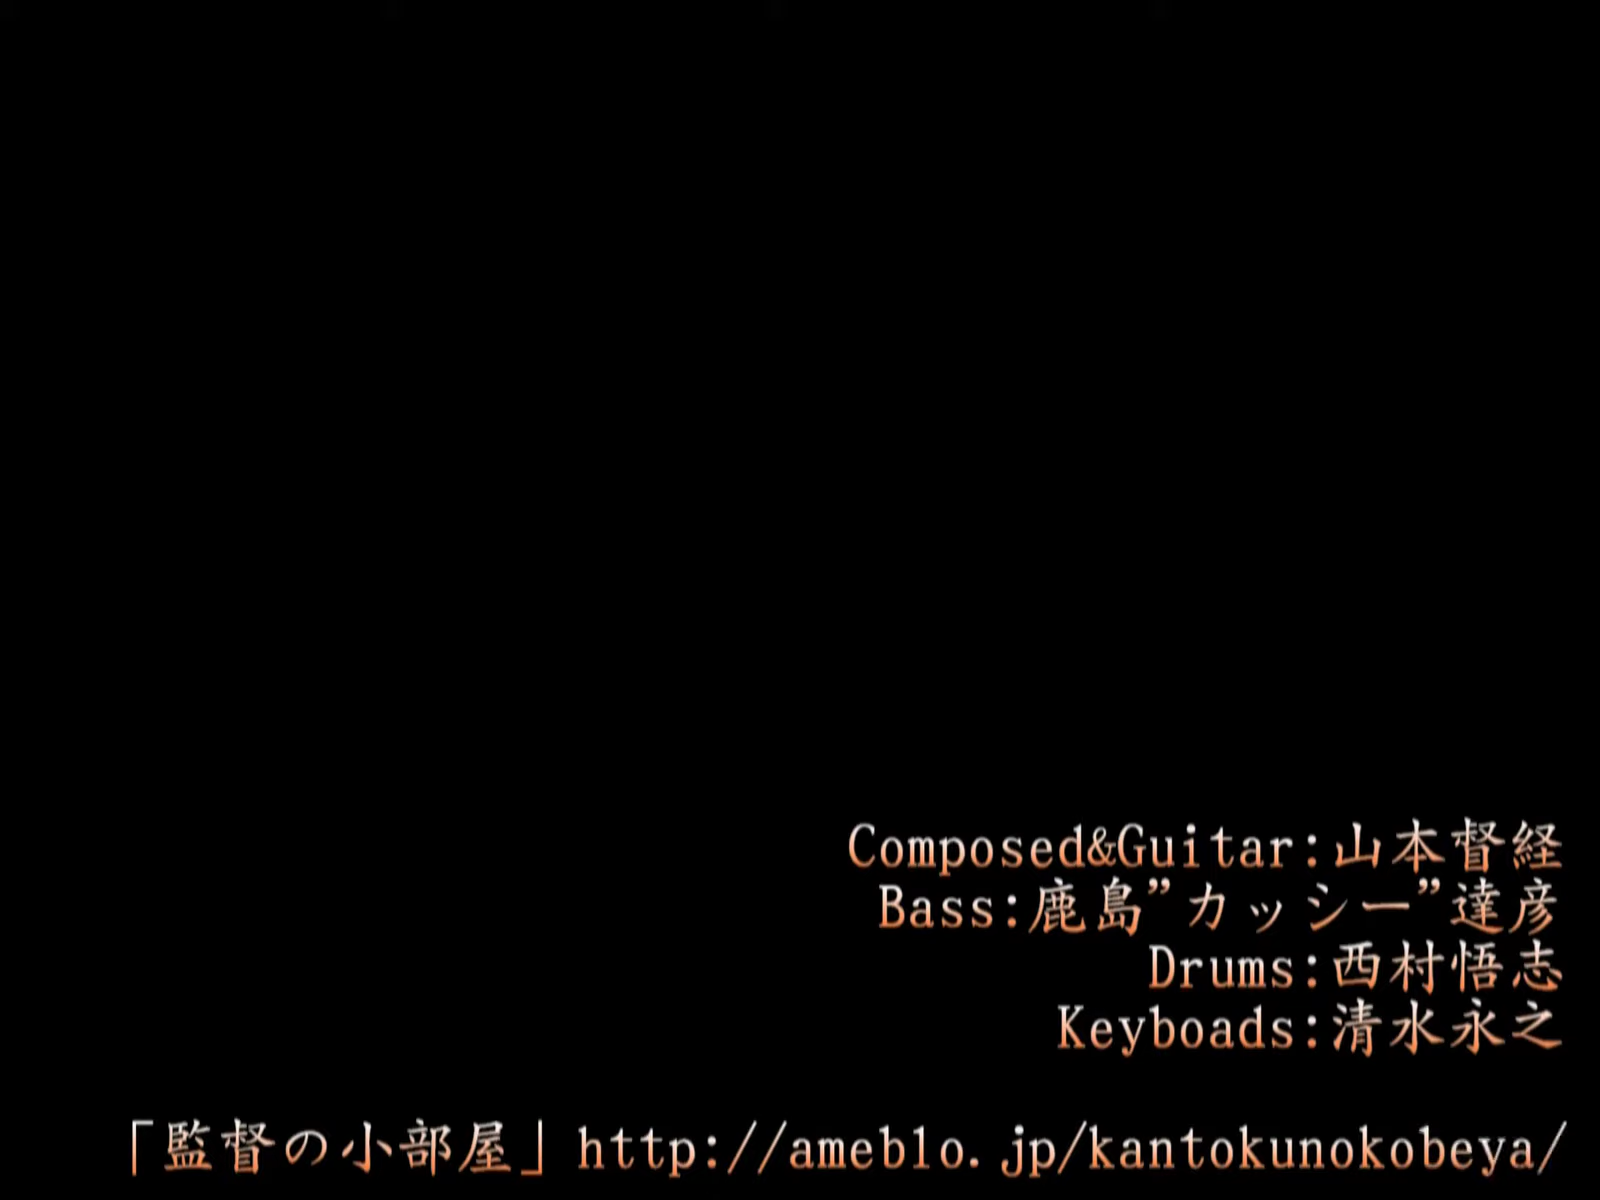 Composed&Guitar:山本督経
Bass:鹿島”カッシー”達彦
Drums:西村悟志
Keyboads:清水永之
「監督の小部屋」http://ameblo.jp/kantokunokobeya/